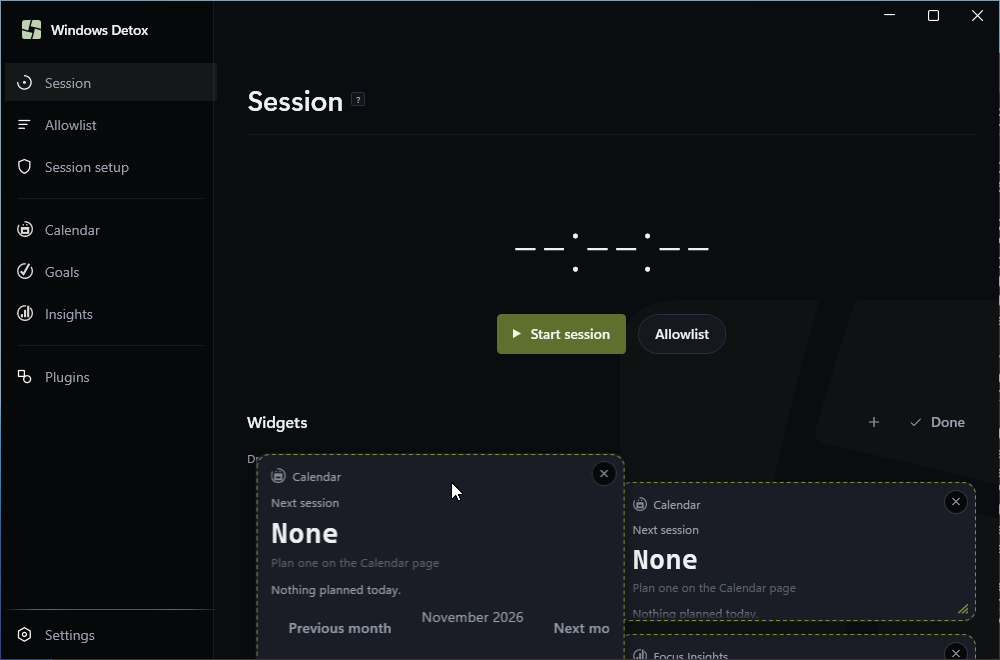 Windows Detox
Session
Allowlist
Session setup
Calendar
Goals
Insights
Plugins
Settings
Session ?
--:--:--
Start session
Allowlist
Widgets
+ Done
Calendar
Next session
None
Plan one on the Calendar page
Nothing planned today.
Previous month
November 2026
Next mo
Calendar
Next session
None
Plan one on the Calendar page
Nothing planned today.
Focus Insights